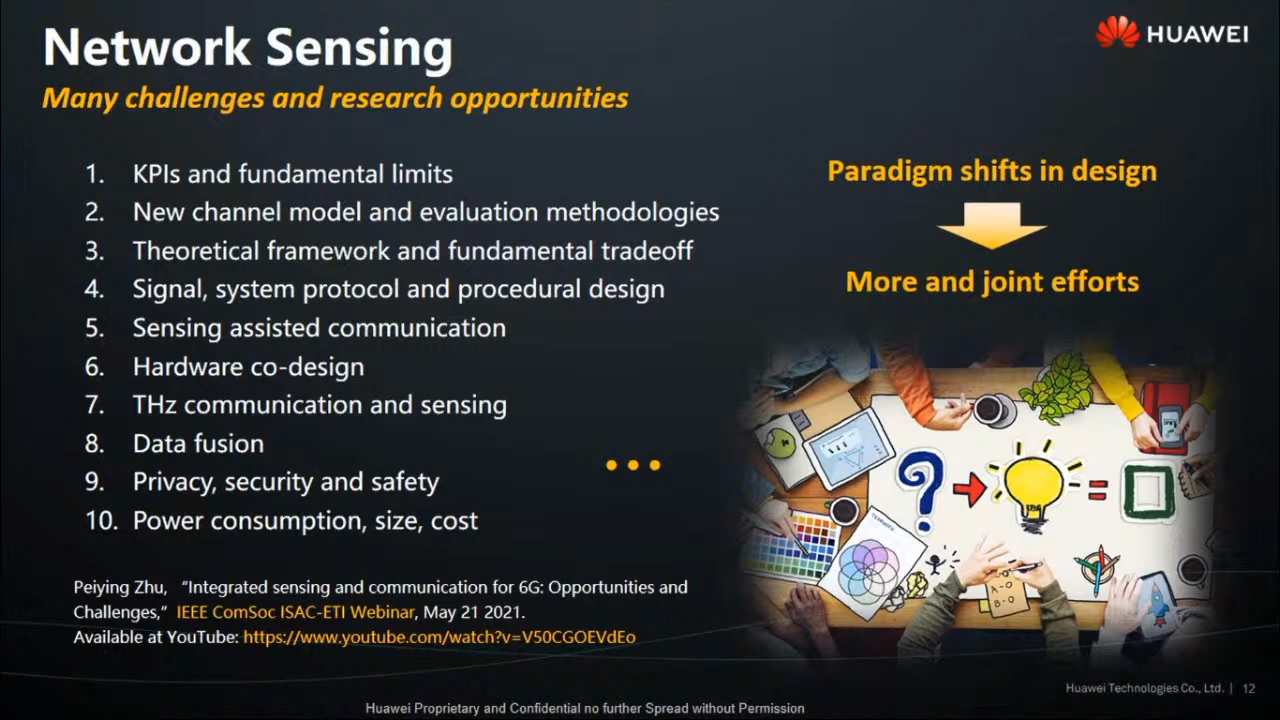 Network Sensing
HUAWEI
Many challenges and research opportunities
1. KPIs and fundamental limits
2. New channel model and evaluation methodologies
3. Theoretical framework and fundamental tradeoff
4. Signal, system protocol and procedural design
5. Sensing assisted communication
6. Hardware co-design
7. THz communication and sensing
8. Data fusion
9. Privacy, security and safety
10. Power consumption, size, cost
• • •
Paradigm shifts in design
More and joint efforts
? =
Peiying Zhu, “Integrated sensing and communication for 6G: Opportunities and
Challenges,” IEEE ComSoc ISAC-ETI Webinar, May 21 2021.
Available at YouTube: https://www.youtube.com/watch?v=V50CGOEVdEo
Huawei Technologies Co., Ltd. | 12
Huawei Proprietary and Confidential no further Spread without Permission